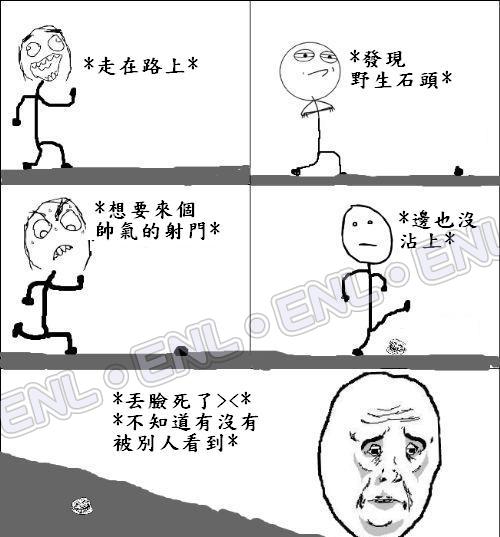 *走在路上*
*發現
野生石頭*
*想要來個
帥氣的射門*
*邊也沒
沾上*
ENL • ENL • ENL • ENL
*丟臉死了><*
*不知道有沒有
被別人看到*